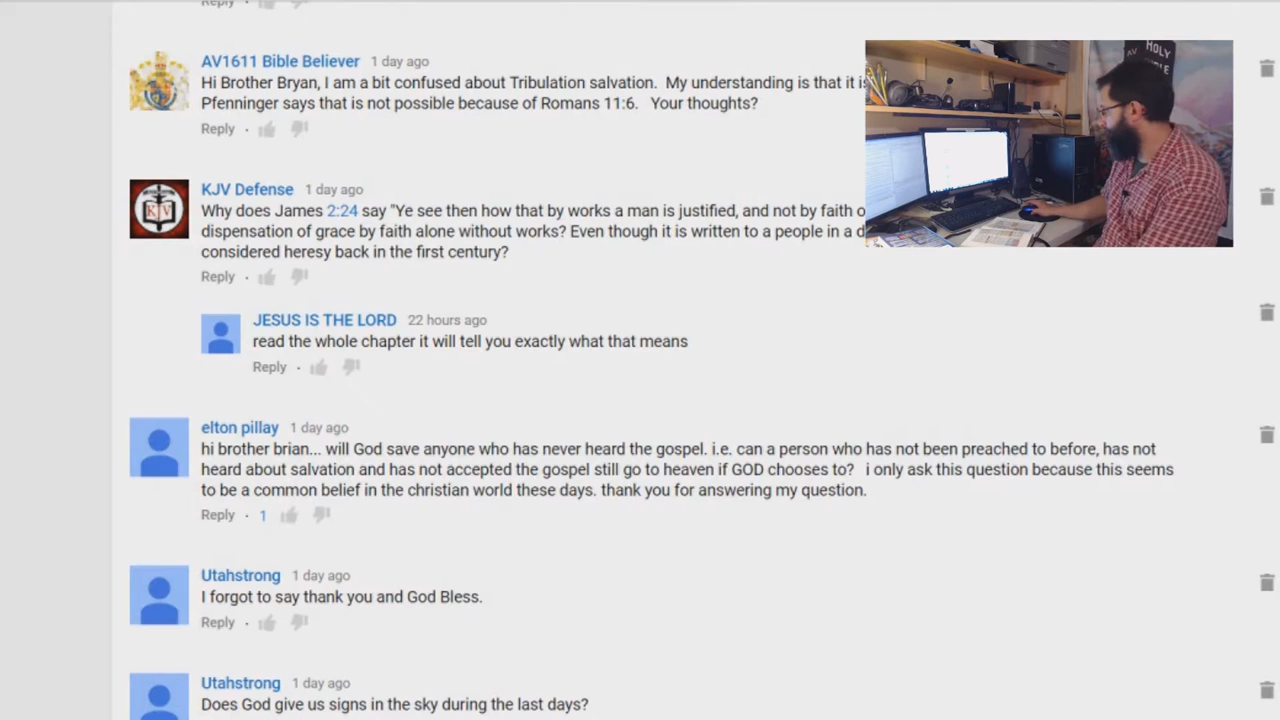 Reply
AV1611 Bible Believer 1 day ago
Hi Brother Bryan, I am a bit confused about Tribulation salvation. My understanding is that it is
Pfenninger says that is not possible because of Romans 11:6. Your thoughts?
Reply ·
KJV Defense 1 day ago
KJV
Why does James 2:24 say "Ye see then how that by works a man is justified, and not by faith o
dispensation of grace by faith alone without works? Even though it is written to a people in a d
considered heresy back in the first century?
Reply ·
JESUS IS THE LORD 22 hours ago
read the whole chapter it will tell you exactly what that means
Reply ·
elton pillay 1 day ago
hi brother brian... will God save anyone who has never heard the gospel. i.e. can a person who has not been preached to before, has not
heard about salvation and has not accepted the gospel still go to heaven if GOD chooses to? i only ask this question because this seems
to be a common belief in the christian world these days. thank you for answering my question.
Reply · 1
Utahstrong 1 day ago
I forgot to say thank you and God Bless.
Reply ·
Utahstrong 1 day ago
Does God give us signs in the sky during the last days?
AV
HOLY